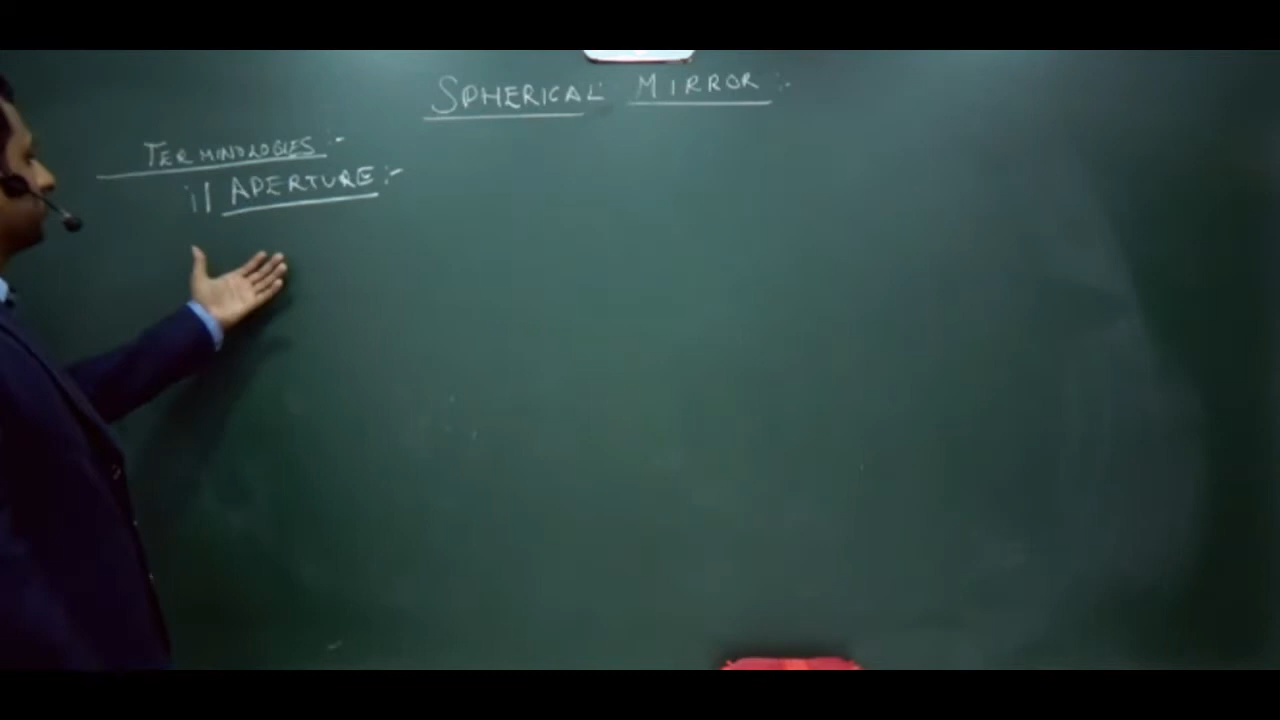 SPHERICAL MIRROR :-
TERMINOLOGIES :-
i) APERTURE :-